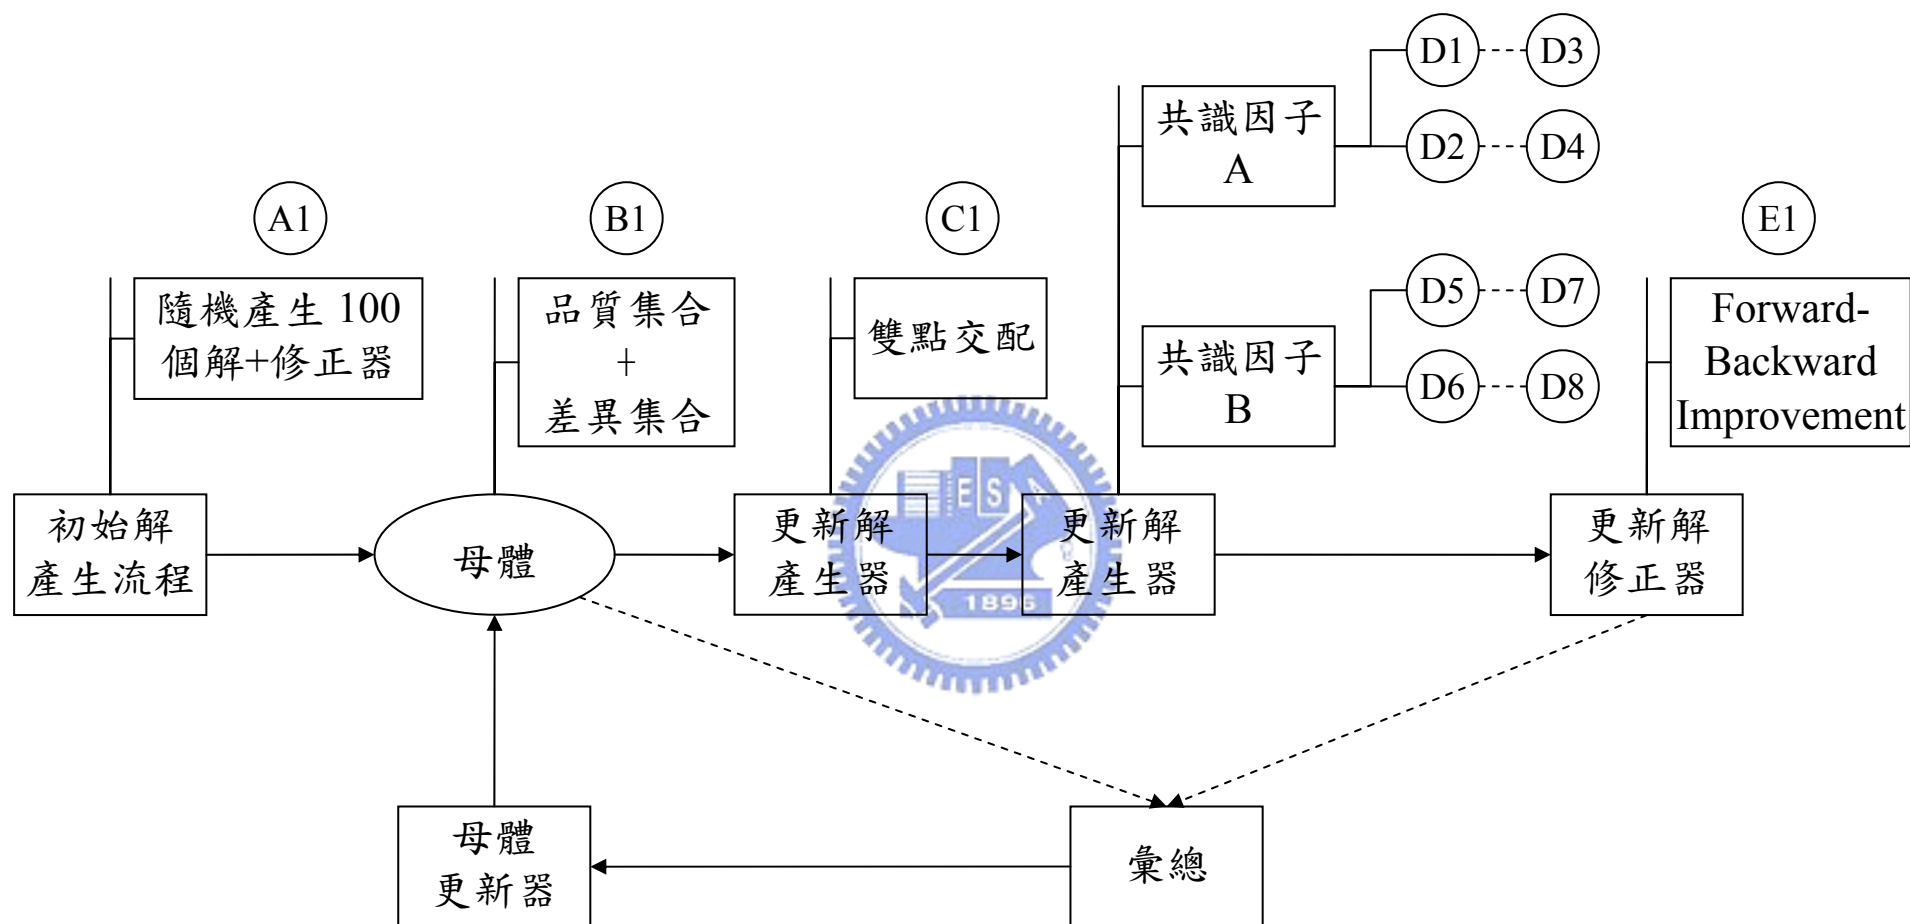 D1
D3
共識因子
A
D2
D4
A1
B1
C1
E1
隨機產生 100
個解+修正器
品質集合
+
差異集合
雙點交配
D5
D7
共識因子
B
D6
D8
Forward-
Backward
Improvement
初始解
產生流程
母體
更新解
產生器
更新解
產生器
更新解
修正器
E S
1896
母體
更新器
彙總